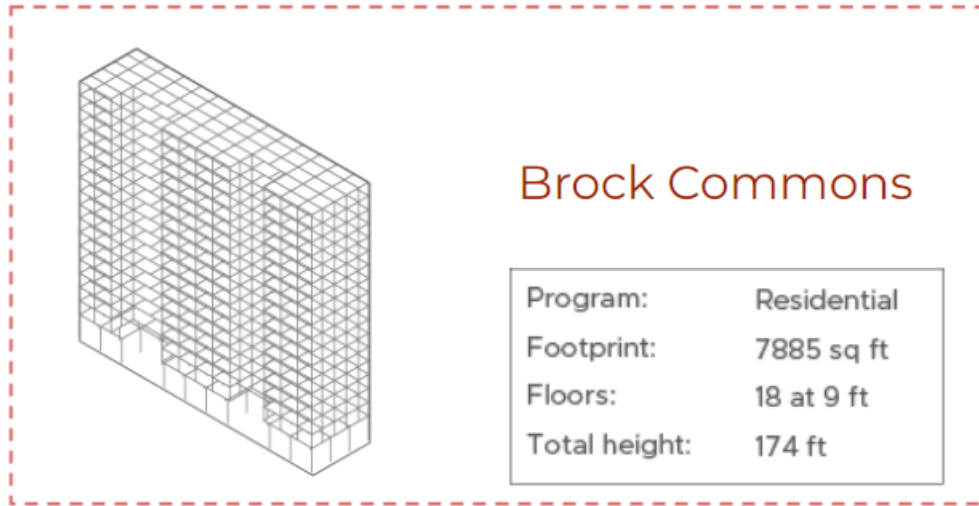 Brock Commons
Program: Residential
Footprint: 7885 sq ft
Floors: 18 at 9 ft
Total height: 174 ft